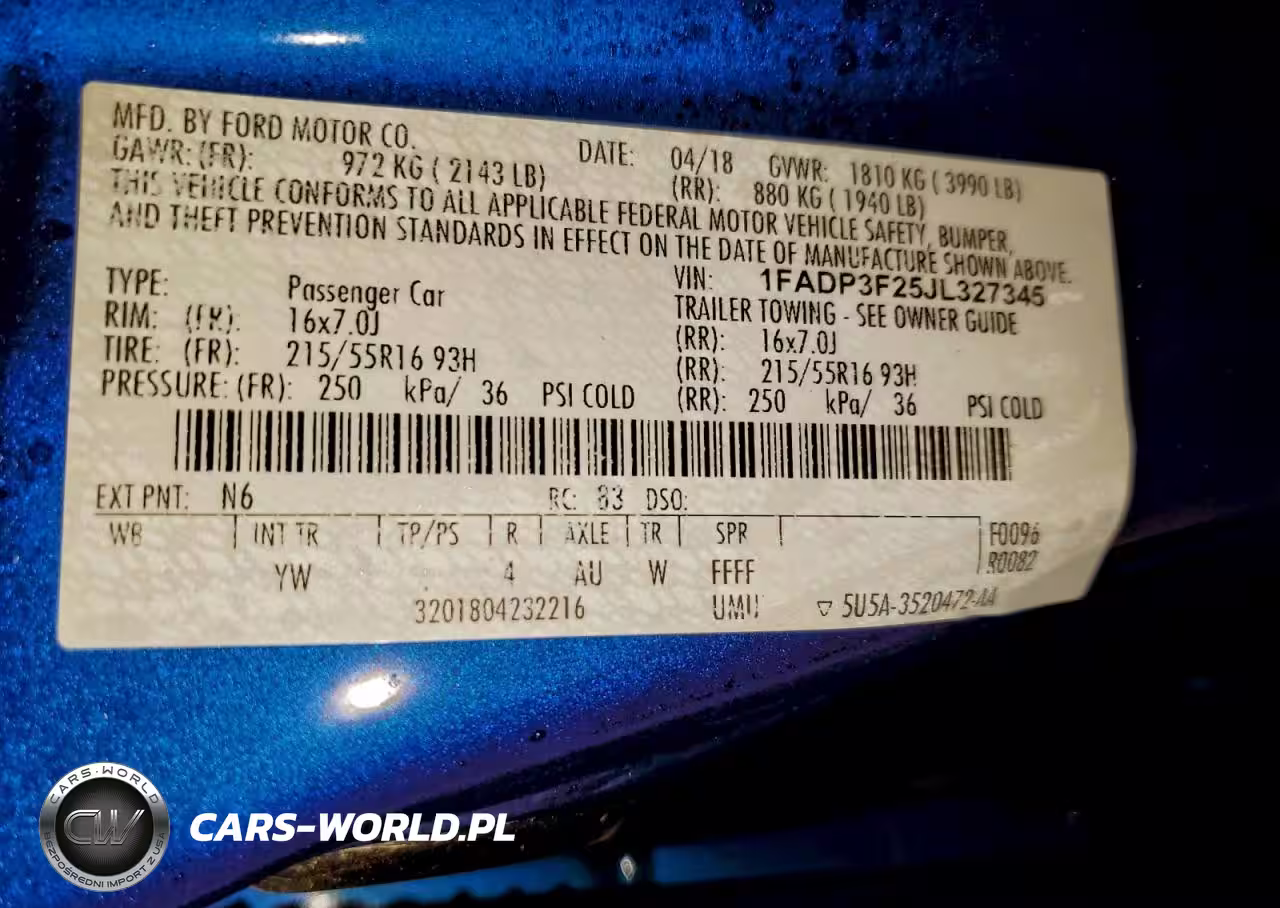 MFD. BY FORD MOTOR CO.
DATE: 04/18 GVWR: 1810 KG ( 3990 LB)
GAWR: (FR): 972 KG ( 2143 LB) (RR): 880 KG ( 1940 LB)
THIS VEHICLE CONFORMS TO ALL APPLICABLE FEDERAL MOTOR VEHICLE SAFETY, BUMPER,
AND THEFT PREVENTION STANDARDS IN EFFECT ON THE DATE OF MANUFACTURE SHOWN ABOVE.
VIN: 1FADP3F25JL327345
TYPE: Passenger Car TRAILER TOWING - SEE OWNER GUIDE
RIM: (FR): 16x7.0J (RR): 16x7.0J
TIRE: (FR): 215/55R16 93H (RR): 215/55R16 93H
PRESSURE: (FR): 250 kPa/ 36 PSI COLD (RR): 250 kPa/ 36 PSI COLD
EXT PNT: N6 RC: 83 DSO:
WB INT TR TP/PS R AXLE TR SPR F0096
R0082
YW 4 AU W FFFF
3201804232216 UMU ▽ 5U5A-3520472-AA
CARS-WORLD
CW
BEZPOŚREDNI IMPORT Z USA
CARS-WORLD.PL